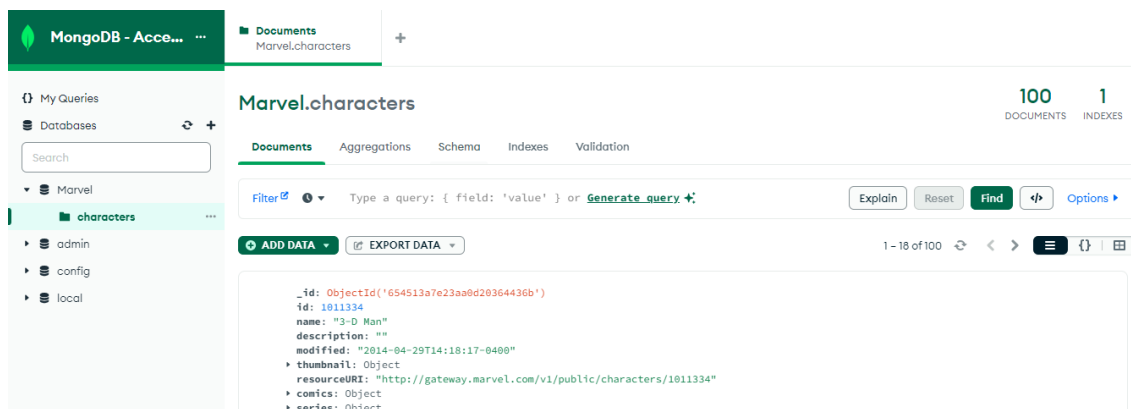 MongoDB - Acce... ...
Documents
Marvel.characters
+
{} My Queries
Databases
+
Search
Marvel
characters
...
admin
config
local
Marvel.characters
100
DOCUMENTS
1
INDEXES
Documents Aggregations Schema Indexes Validation
Filter Type a query: { field: 'value' } or Generate query
Explain Reset Find </> Options
ADD DATA EXPORT DATA 1 – 18 of 100 < > {}
_id: ObjectId('654513a7e23aa0d20364436b')
id: 1011334
name: "3-D Man"
description: ""
modified: "2014-04-29T14:18:17-0400"
thumbnail: Object
resourceURI: "http://gateway.marvel.com/v1/public/characters/1011334"
comics: Object
series: Object